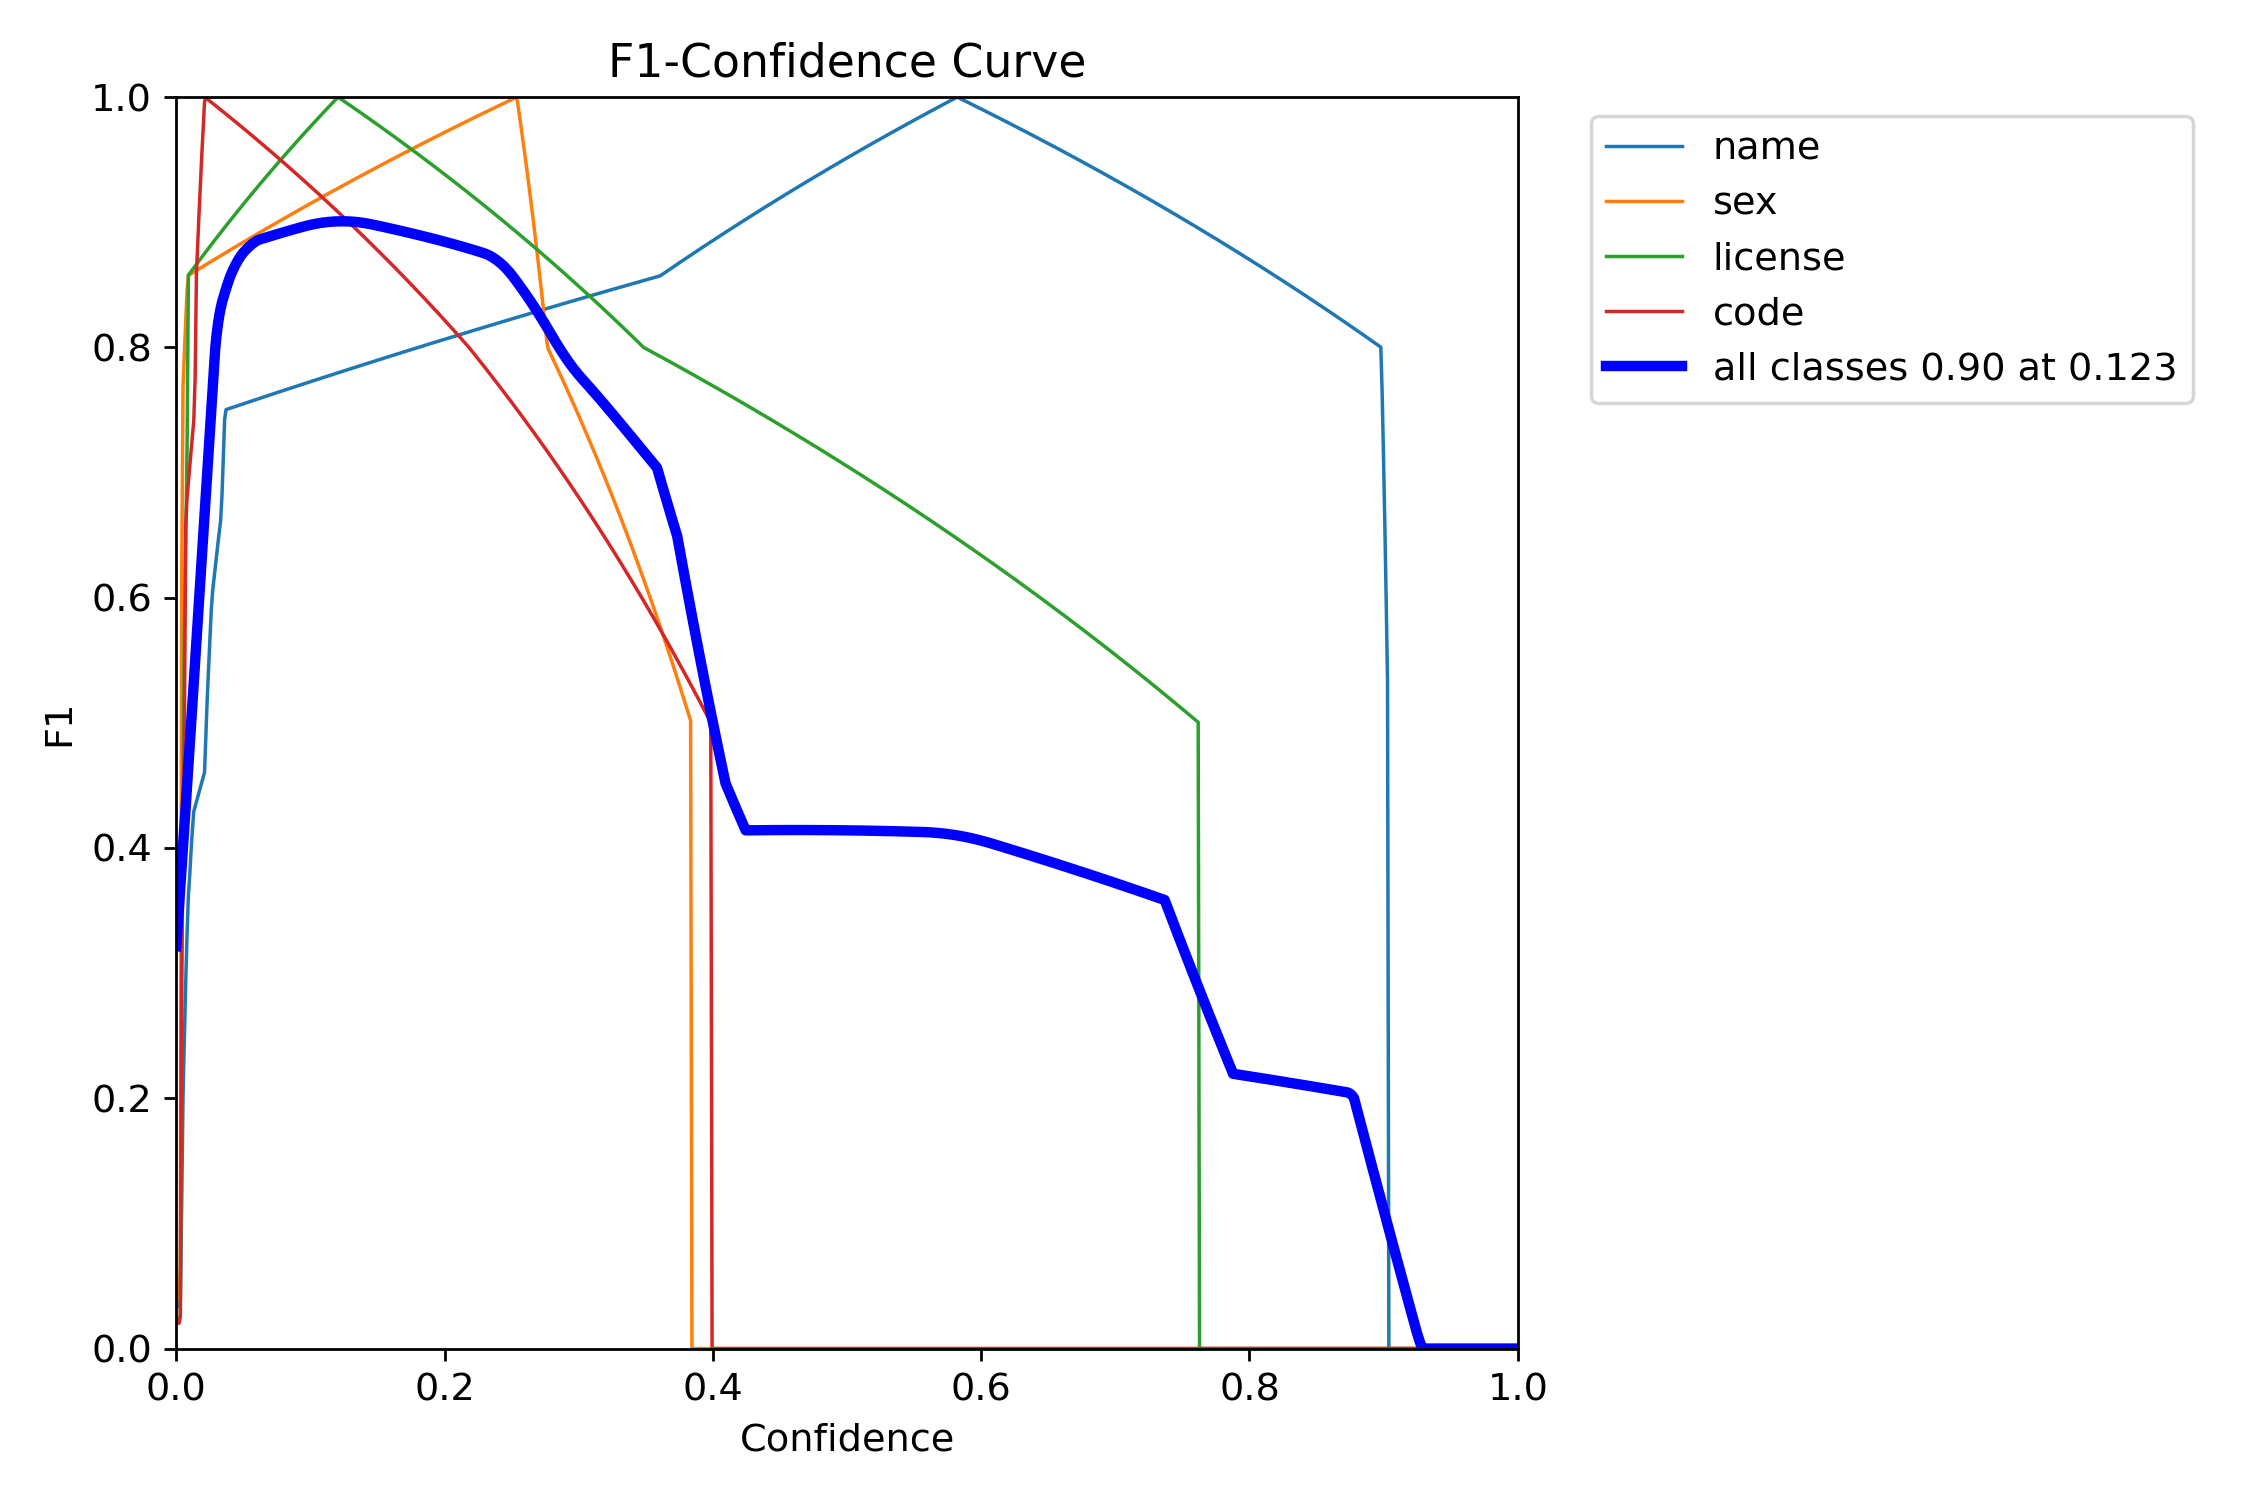 F1-Confidence Curve
1.0
0.8
0.6
0.4
0.2
0.0
F1
0.0 0.2 0.4 0.6 0.8 1.0
Confidence
name
sex
license
code
all classes 0.90 at 0.123